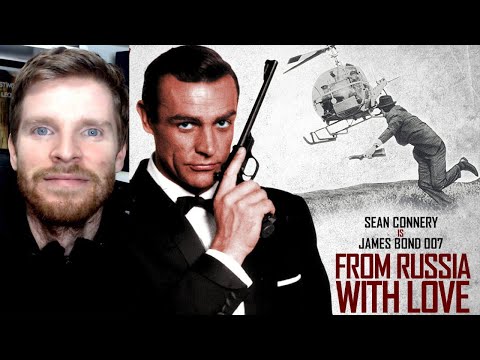 SEAN CONNERY
IS
JAMES BOND 007
FROM RUSSIA
WITH LOVE